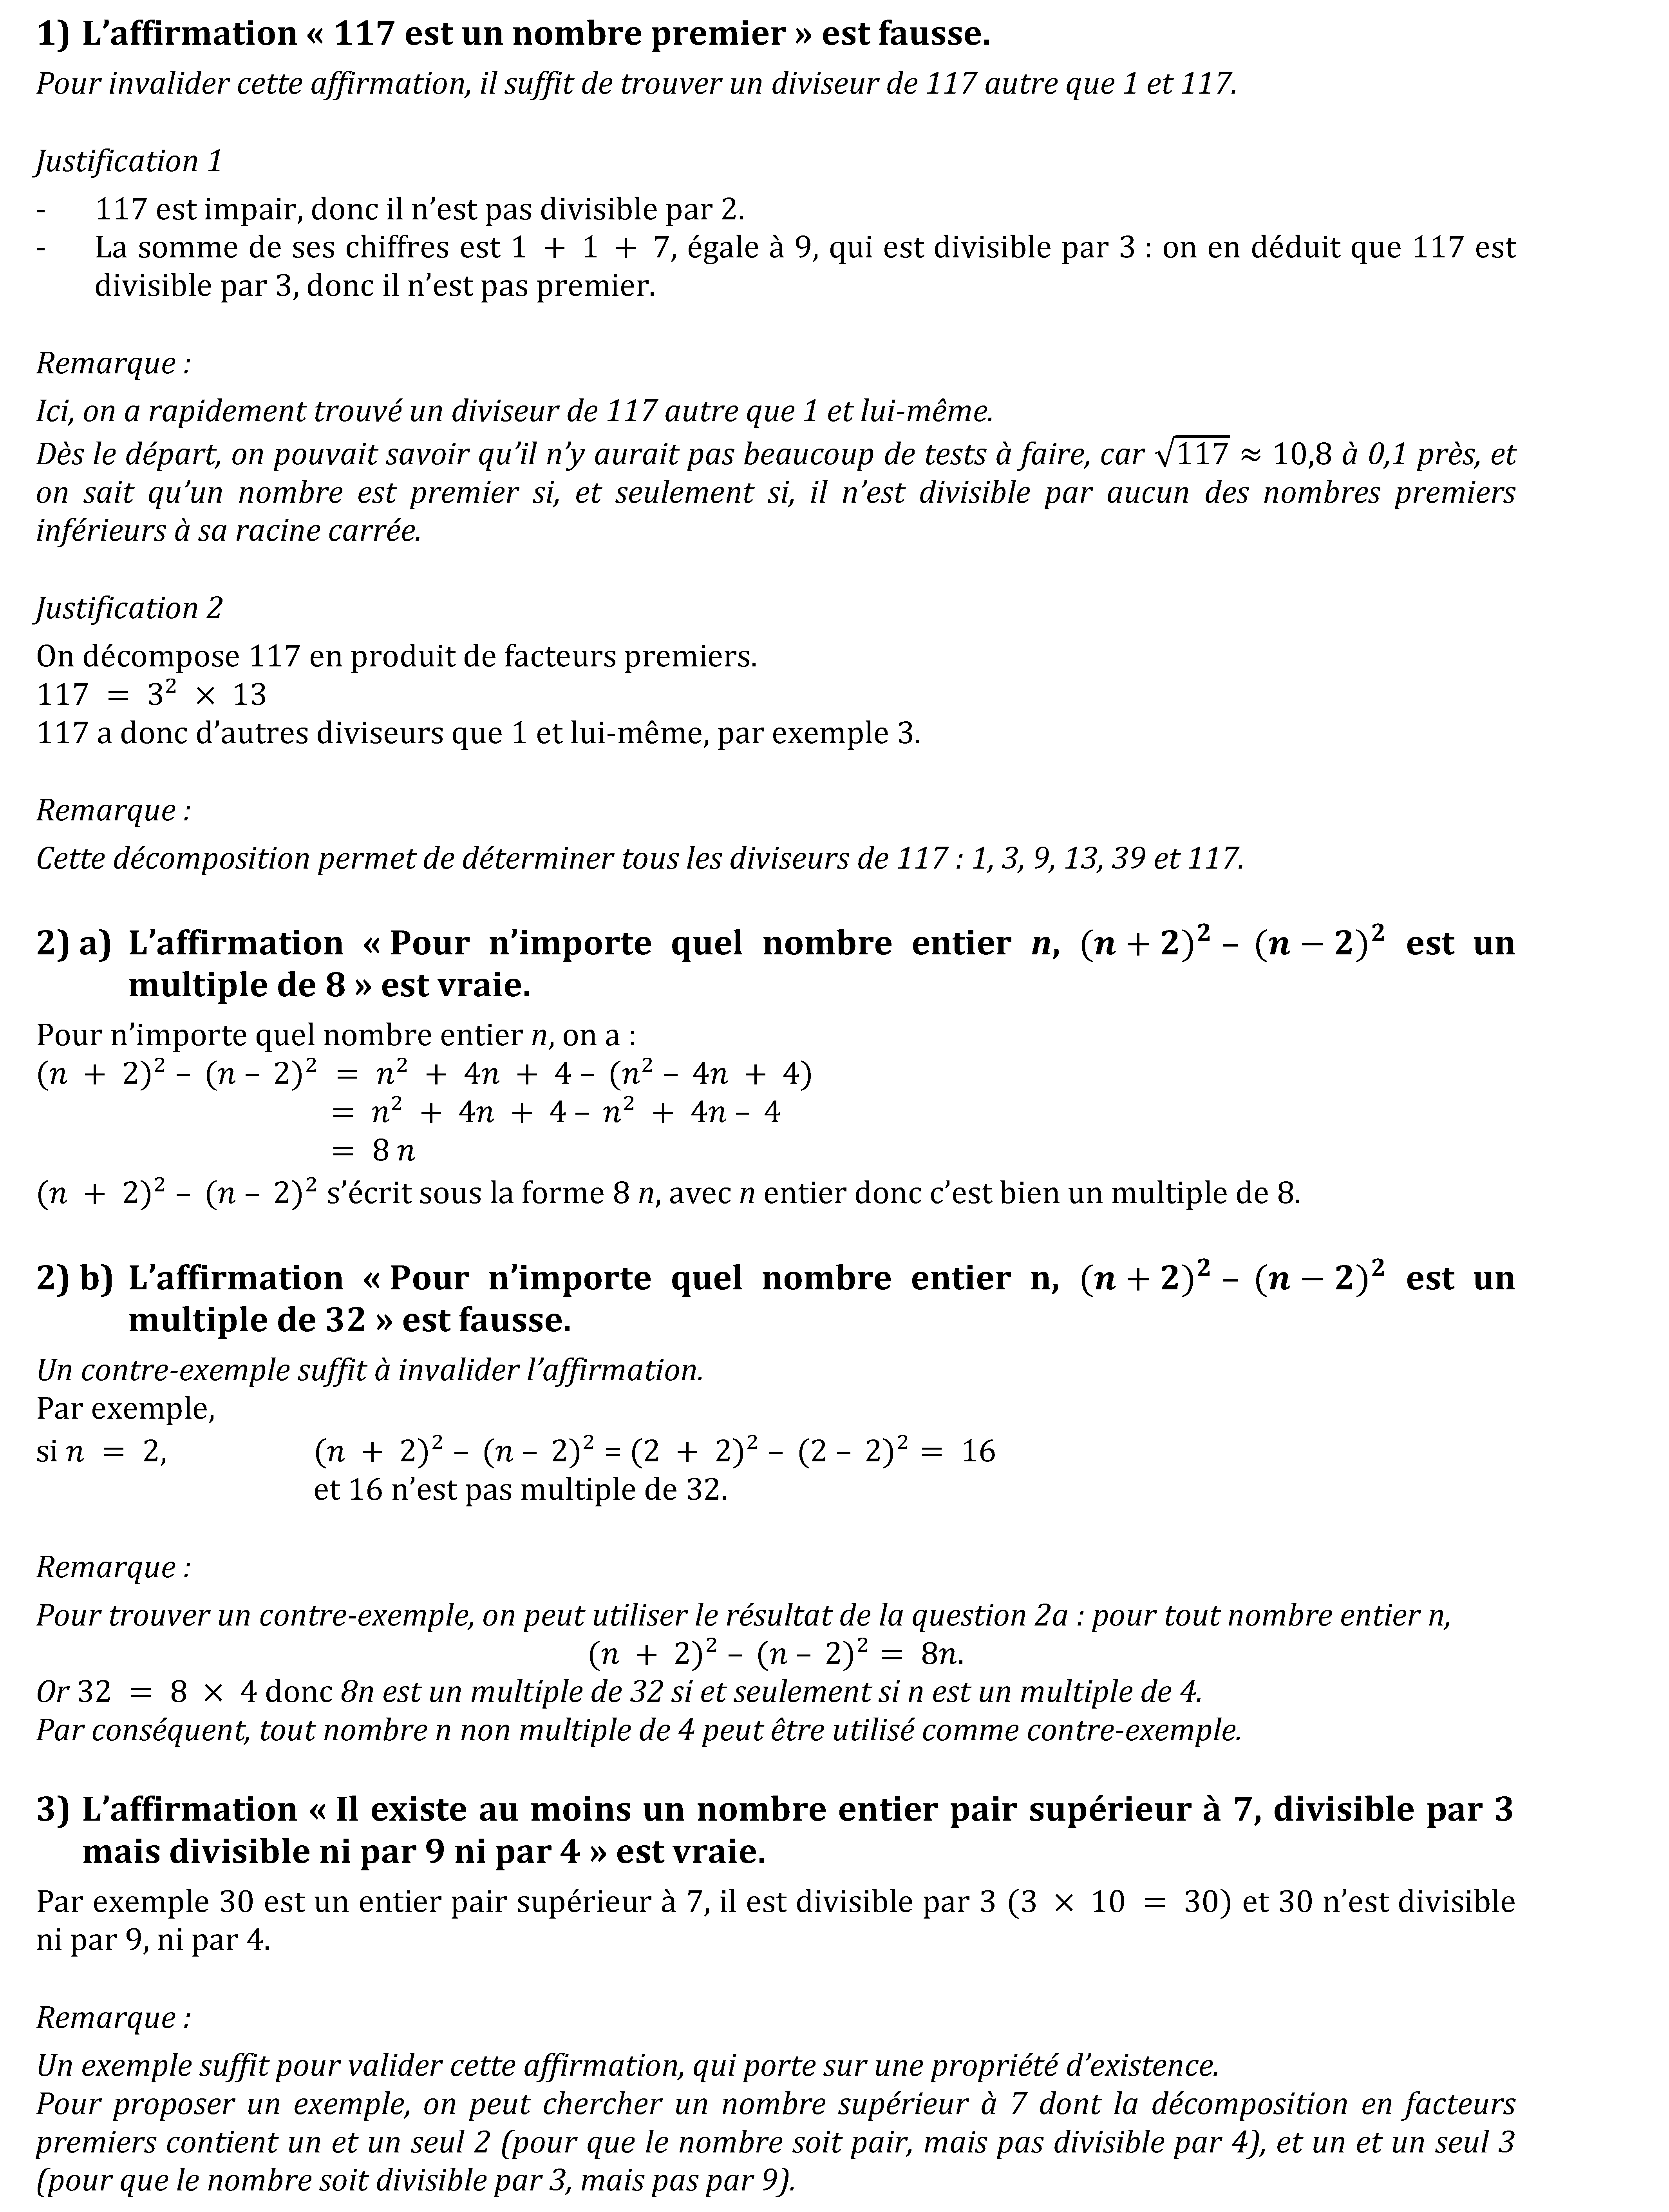 1) L’affirmation « 117 est un nombre premier » est fausse.
Pour invalider cette affirmation, il suffit de trouver un diviseur de 117 autre que 1 et 117.
Justification 1
- 117 est impair, donc il n’est pas divisible par 2.
- La somme de ses chiffres est 1 + 1 + 7, égale à 9, qui est divisible par 3 : on en déduit que 117 est
divisible par 3, donc il n’est pas premier.
Remarque :
Ici, on a rapidement trouvé un diviseur de 117 autre que 1 et lui-même.
Dès le départ, on pouvait savoir qu’il n’y aurait pas beaucoup de tests à faire, car √117 ≈ 10,8 à 0,1 près, et
on sait qu’un nombre est premier si, et seulement si, il n’est divisible par aucun des nombres premiers
inférieurs à sa racine carrée.
Justification 2
On décompose 117 en produit de facteurs premiers.
117 = 3² × 13
117 a donc d’autres diviseurs que 1 et lui-même, par exemple 3.
Remarque :
Cette décomposition permet de déterminer tous les diviseurs de 117 : 1, 3, 9, 13, 39 et 117.
2) a) L’affirmation « Pour n’importe quel nombre entier n, (n + 2)² – (n − 2)² est un
multiple de 8 » est vraie.
Pour n’importe quel nombre entier n, on a :
(n + 2)² – (n – 2)² = n² + 4n + 4 – (n² – 4n + 4)
= n² + 4n + 4 – n² + 4n – 4
= 8 n
(n + 2)² – (n – 2)² s’écrit sous la forme 8 n, avec n entier donc c’est bien un multiple de 8.
2) b) L’affirmation « Pour n’importe quel nombre entier n, (n + 2)² – (n − 2)² est un
multiple de 32 » est fausse.
Un contre-exemple suffit à invalider l’affirmation.
Par exemple,
si n = 2, (n + 2)² – (n – 2)² = (2 + 2)² – (2 – 2)² = 16
et 16 n’est pas multiple de 32.
Remarque :
Pour trouver un contre-exemple, on peut utiliser le résultat de la question 2a : pour tout nombre entier n,
(n + 2)² – (n – 2)² = 8n.
Or 32 = 8 × 4 donc 8n est un multiple de 32 si et seulement si n est un multiple de 4.
Par conséquent, tout nombre n non multiple de 4 peut être utilisé comme contre-exemple.
3) L’affirmation « Il existe au moins un nombre entier pair supérieur à 7, divisible par 3
mais divisible ni par 9 ni par 4 » est vraie.
Par exemple 30 est un entier pair supérieur à 7, il est divisible par 3 (3 × 10 = 30) et 30 n’est divisible
ni par 9, ni par 4.
Remarque :
Un exemple suffit pour valider cette affirmation, qui porte sur une propriété d’existence.
Pour proposer un exemple, on peut chercher un nombre supérieur à 7 dont la décomposition en facteurs
premiers contient un et un seul 2 (pour que le nombre soit pair, mais pas divisible par 4), et un et un seul 3
(pour que le nombre soit divisible par 3, mais pas par 9).